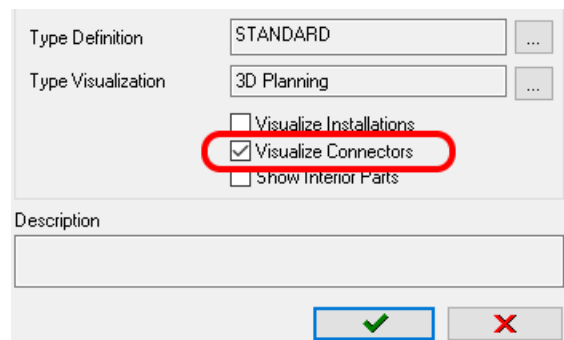 Type Definition STANDARD ...
Type Visualization 3D Planning ...
Visualize Installations
Visualize Connectors
Show Interior Parts
Description